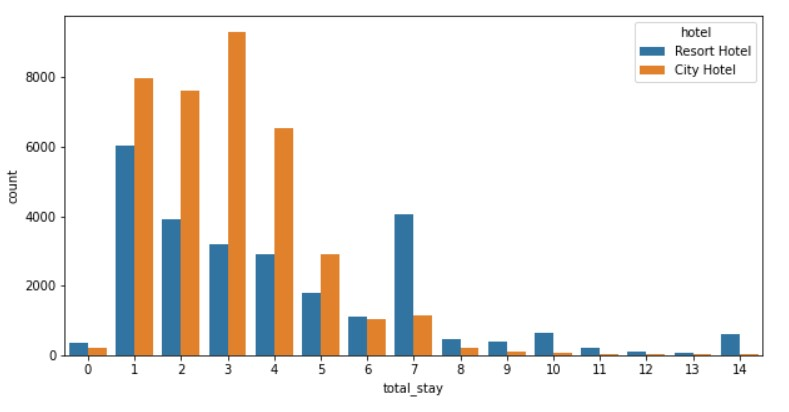 hotel
Resort Hotel
City Hotel
8000
6000
4000
2000
0
count
0 1 2 3 4 5 6 7 8 9 10 11 12 13 14
total_stay